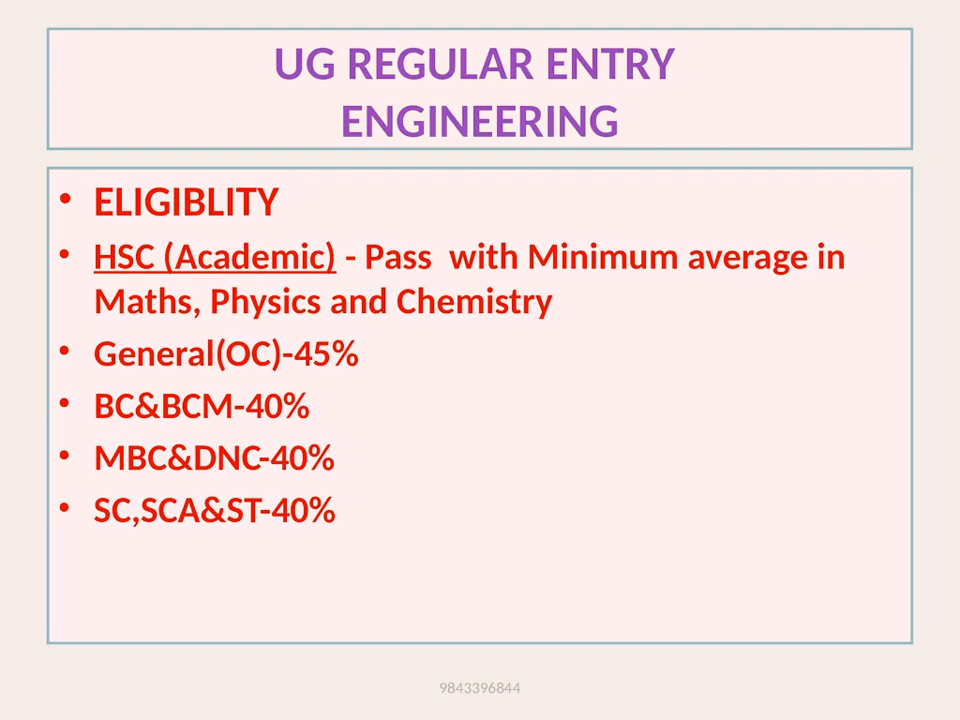 UG REGULAR ENTRY
ENGINEERING
• ELIGIBLITY
• HSC (Academic) - Pass  with Minimum average in
Maths, Physics and Chemistry
• General(OC)-45%
• BC&BCM-40%
• MBC&DNC-40%
• SC,SCA&ST-40%
9843396844